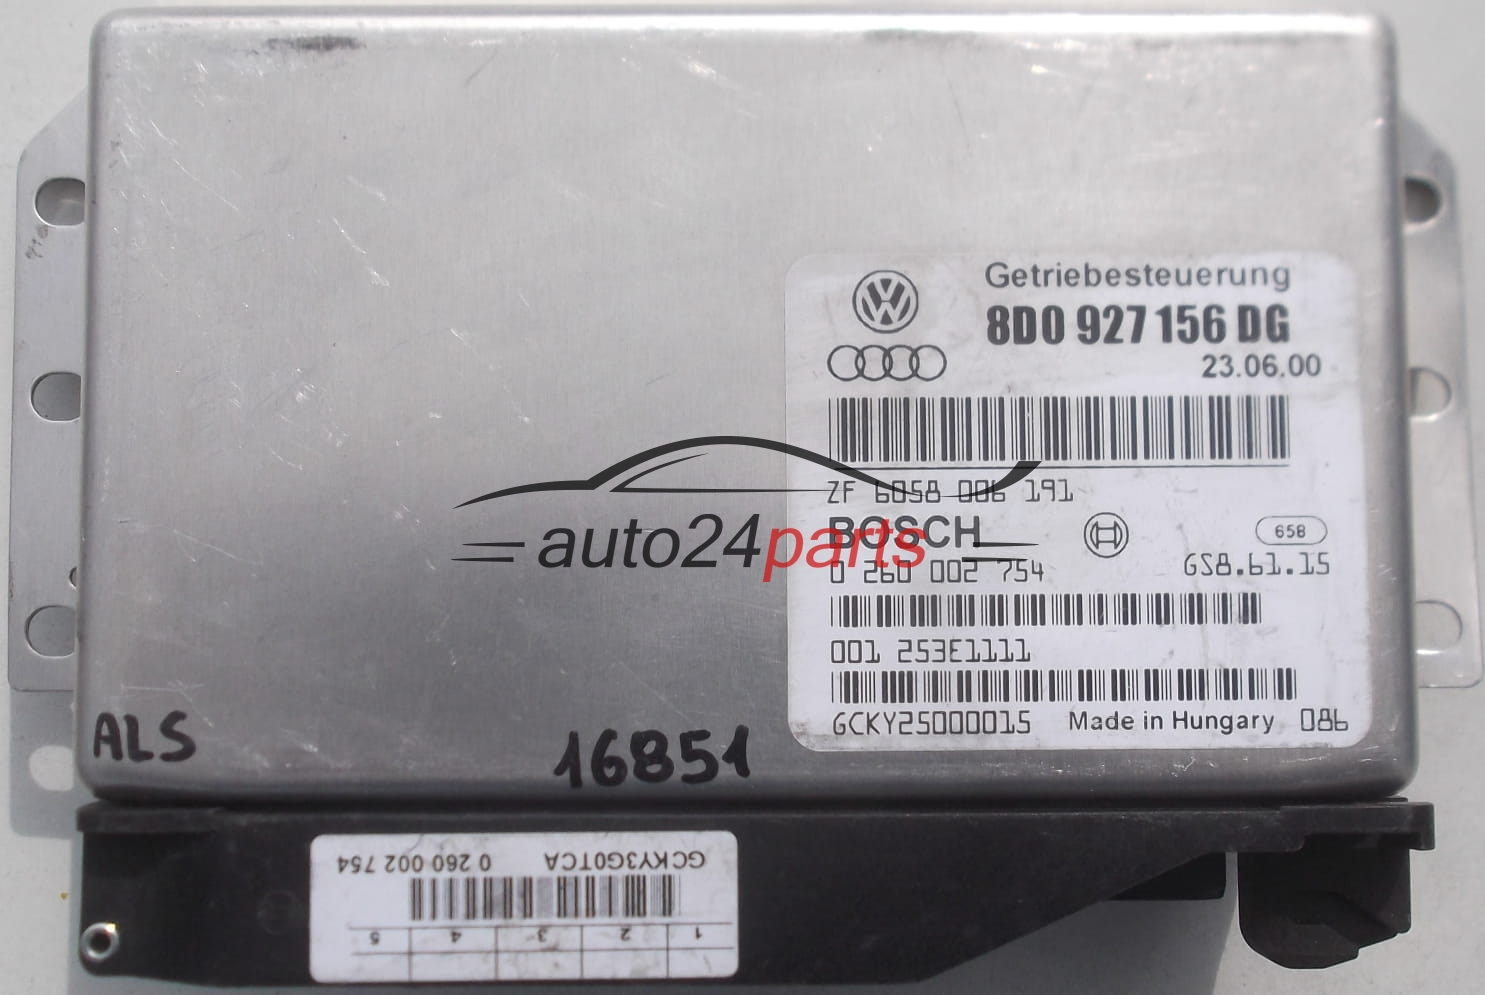 Getriebesteuerung
8D0 927 156 DG
23.06.00
ZF 6058 006 191
BOSCH
658
0 260 002 754
GS8.61.15
auto24parts
001 253E1111
GCKY25000015 Made in Hungary 086
ALS
16851
GCKY3G0TCA 0 260 002 754
1 2 3 4 5